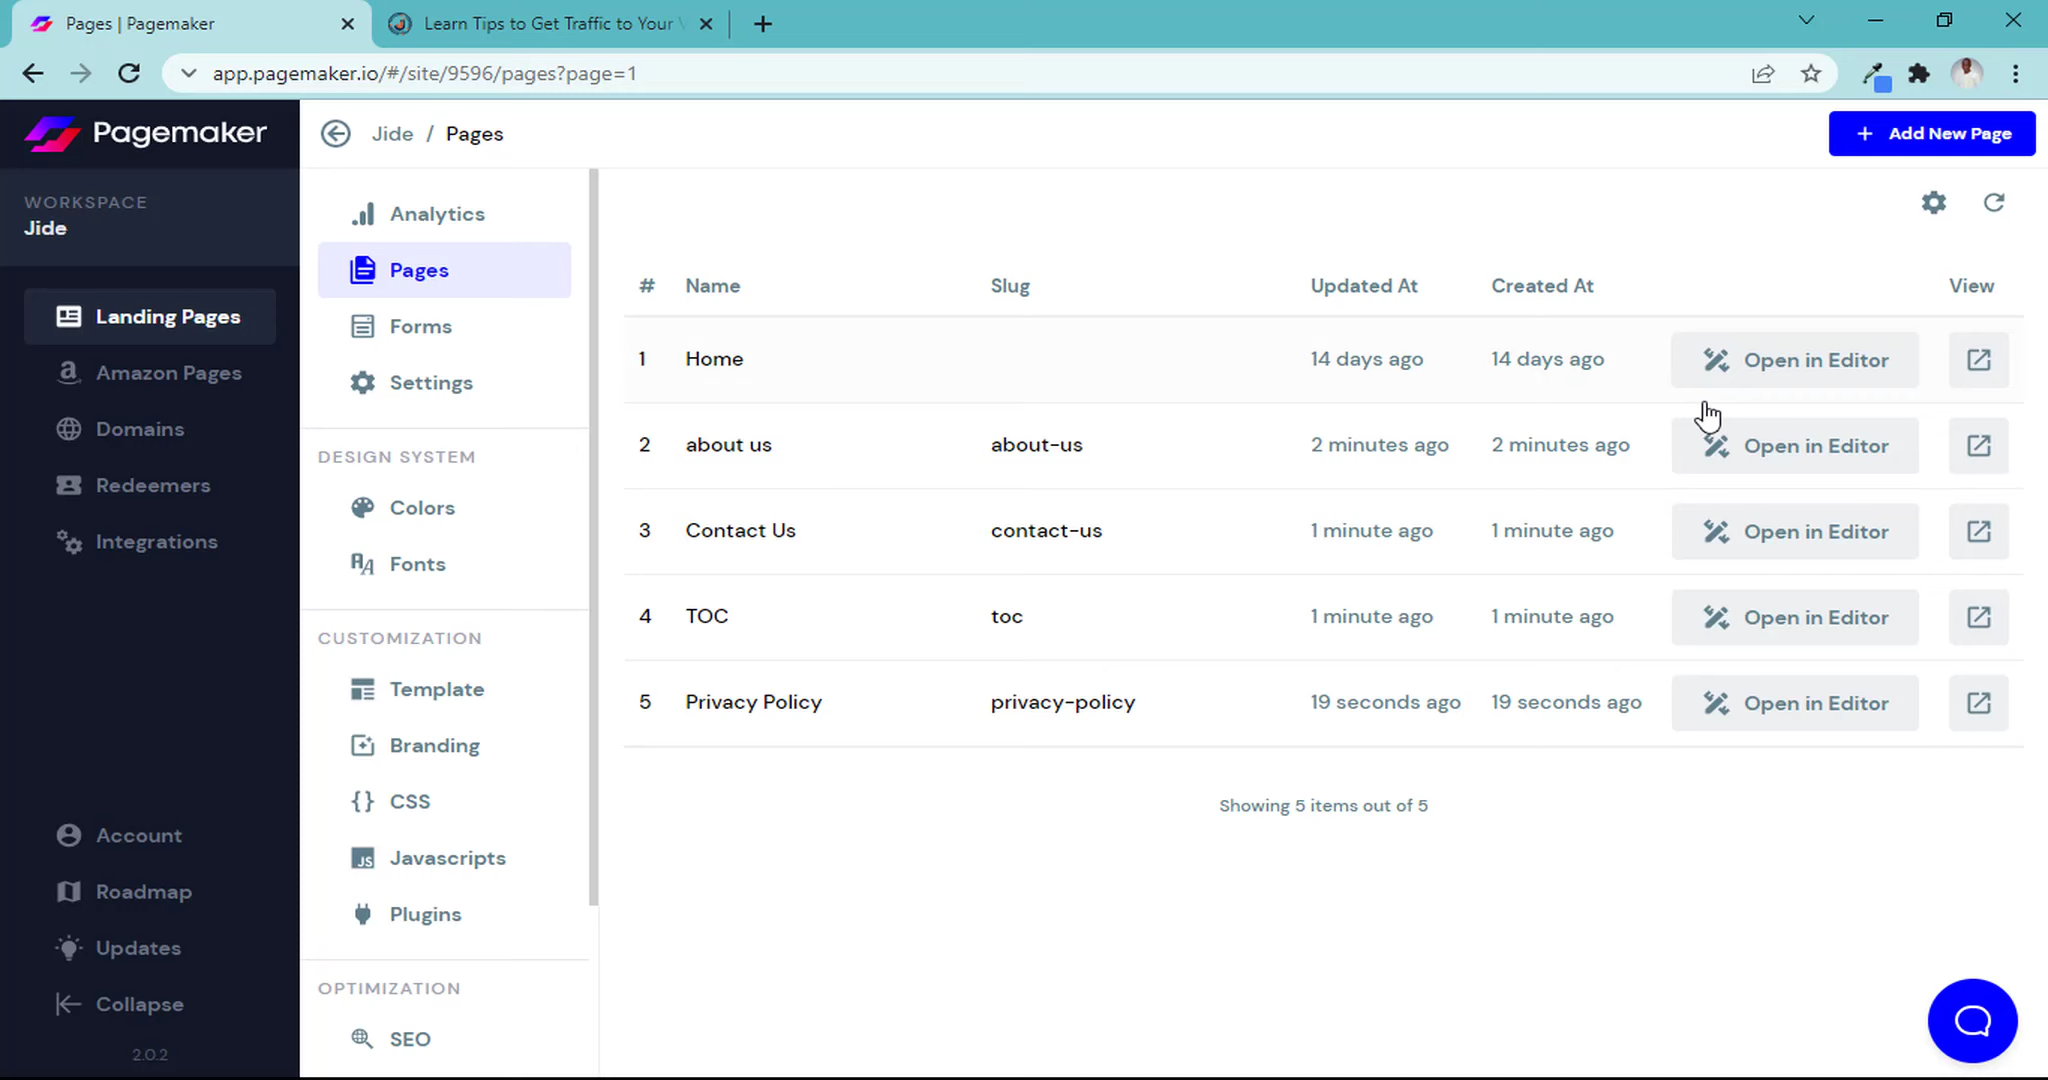 Pages | Pagemaker
Learn Tips to Get Traffic to Your
app.pagemaker.io/#/site/9596/pages?page=1
Pagemaker
Jide / Pages
+ Add New Page
WORKSPACE
Jide
Landing Pages
Amazon Pages
Domains
Redeemers
Integrations
Account
Roadmap
Updates
Collapse
2.0.2
Analytics
Pages
Forms
Settings
DESIGN SYSTEM
Colors
Fonts
CUSTOMIZATION
Template
Branding
CSS
Javascripts
Plugins
OPTIMIZATION
SEO
# Name Slug Updated At Created At View
1 Home 14 days ago 14 days ago Open in Editor
2 about us about-us 2 minutes ago 2 minutes ago Open in Editor
3 Contact Us contact-us 1 minute ago 1 minute ago Open in Editor
4 TOC toc 1 minute ago 1 minute ago Open in Editor
5 Privacy Policy privacy-policy 19 seconds ago 19 seconds ago Open in Editor
Showing 5 items out of 5